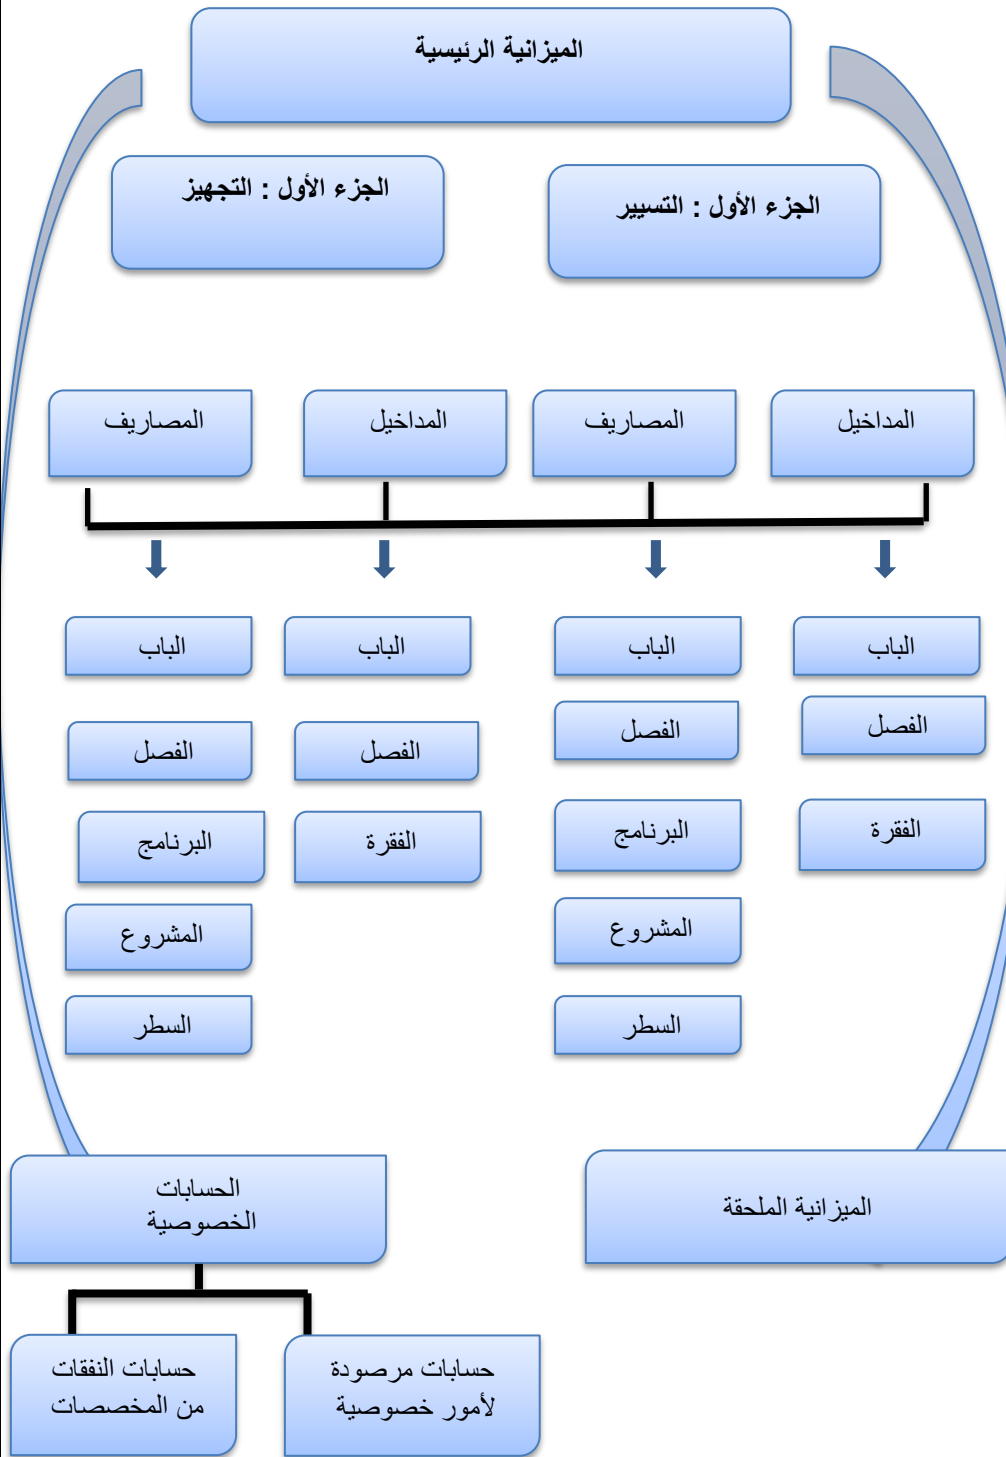 الميزانية الرئيسية
الجزء الأول : التسيير
الجزء الأول : التجهيز
المداخيل
المصاريف
المداخيل
المصاريف
الباب
الباب
الباب
الباب
الفصل
الفصل
الفصل
الفصل
الفقرة
البرنامج
الفقرة
البرنامج
المشروع
المشروع
السطر
السطر
الميزانية الملحقة
الحسابات
الخصوصية
حسابات مرصودة
لأمور خصوصية
حسابات النفقات
من المخصصات